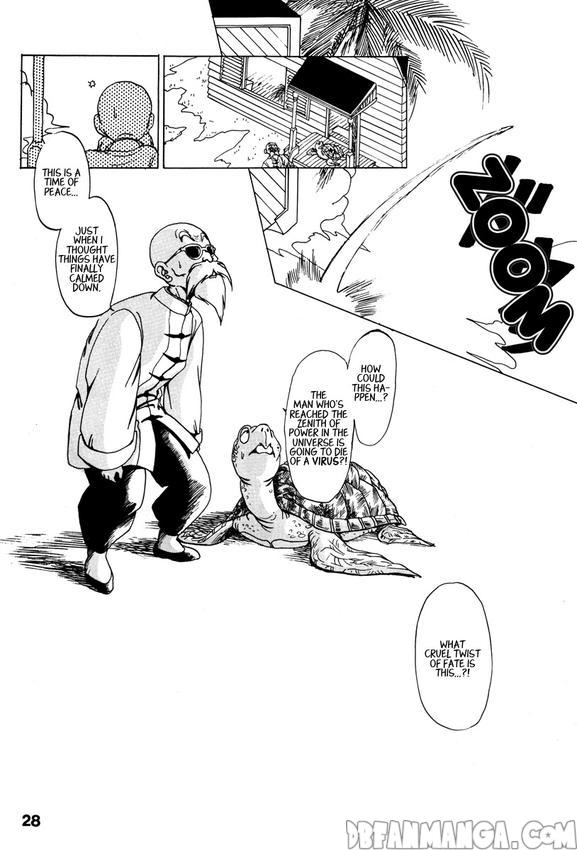 THIS IS A
TIME OF
PEACE...
JUST
WHEN I
THOUGHT
THINGS HAVE
FINALLY
CALMED
DOWN.
ZOOM
HOW
COULD
THIS HA-
PPEN...?
THE
MAN WHO'S
REACHED THE
ZENITH OF
POWER IN THE
UNIVERSE IS
GOING TO DIE
OF A VIRUS?!
WHAT
CRUEL TWIST
OF FATE IS
THIS...?!
28
DBFANMANGA.COM